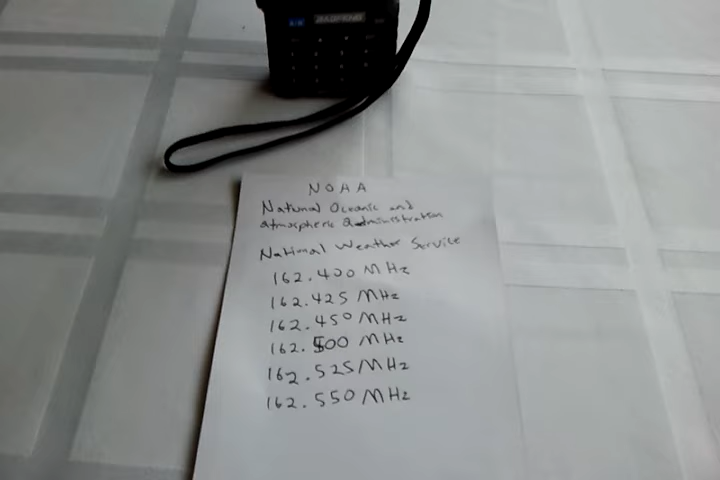 BAOFENG
NOAA
National Oceanic and
atmospheric administration
National Weather Service
162.400 MHz
162.425 MHz
162.450 MHz
162.500 MHz
162.525 MHz
162.550 MHz